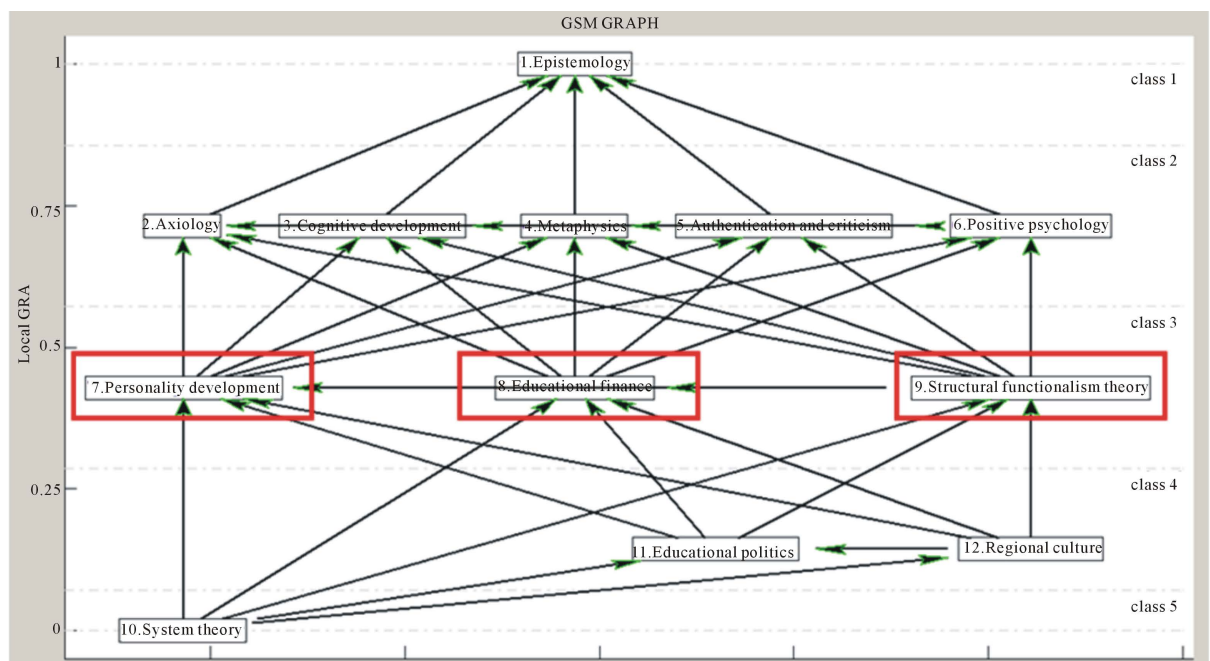 GSM GRAPH
1
1.Epistemology
class 1
class 2
0.75
2.Axiology
3.Cognitive development
4.Metaphysics
5.Authentication and criticism
6.Positive psychology
class 3
Local GRA
0.5
7.Personality development
8.Educational finance
9.Structural functionalism theory
0.25
class 4
11.Educational politics
12.Regional culture
class 5
0
10.System theory